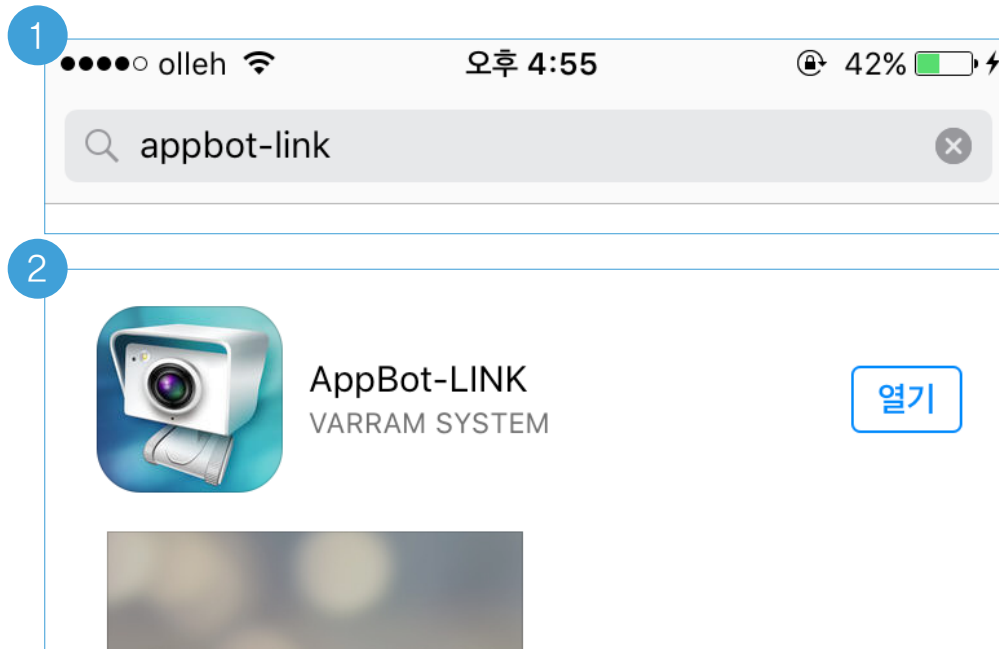 1
olleh 오후 4:55 42%
appbot-link
2
AppBot-LINK
VARRAM SYSTEM
열기